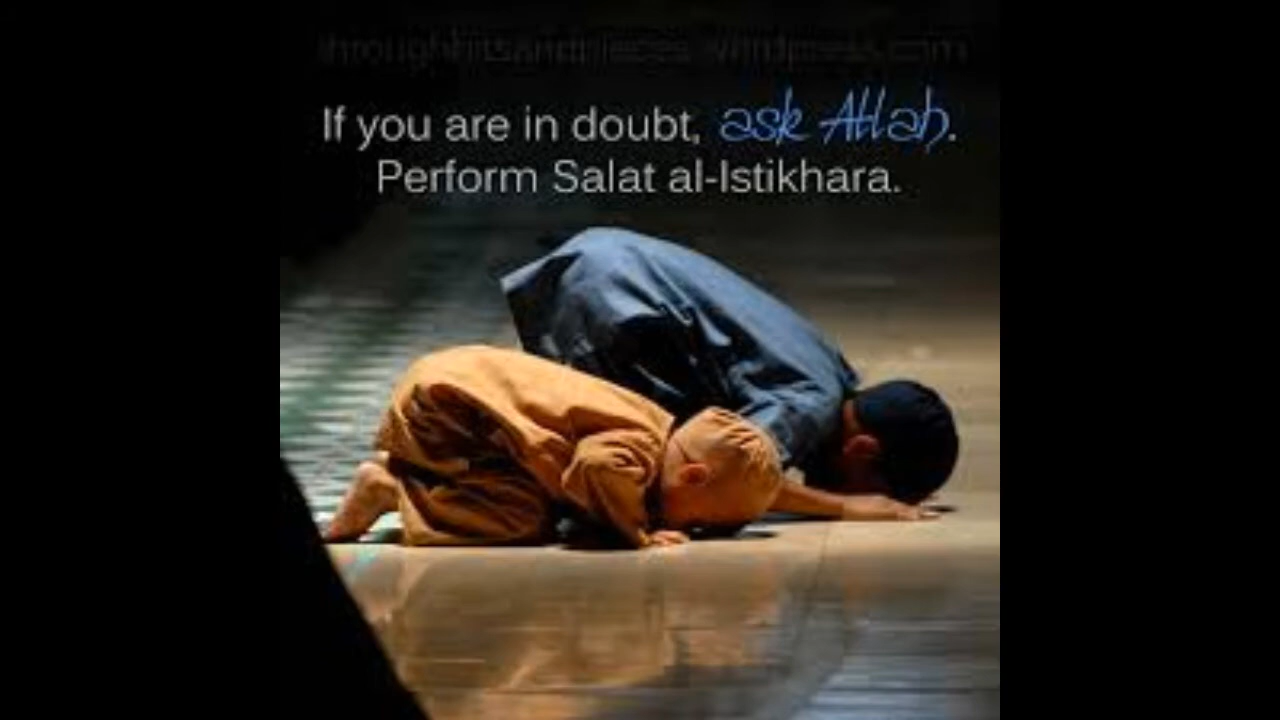 If you are in doubt, ask Allah.
Perform Salat al-Istikhara.